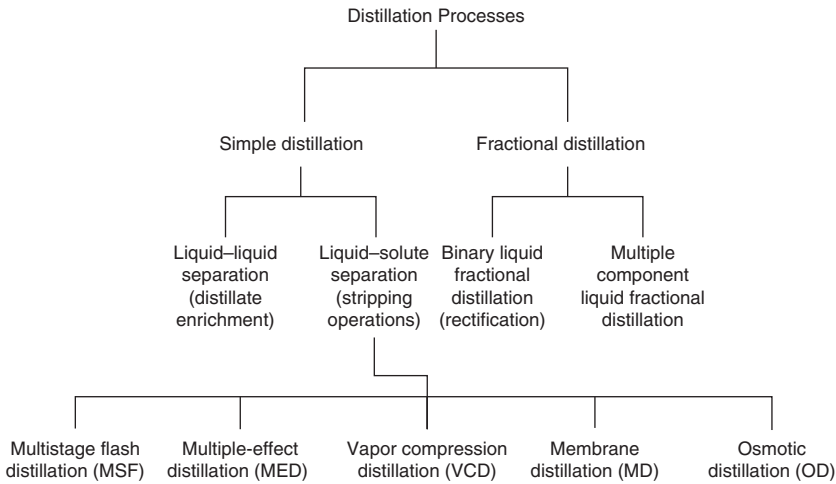 Distillation Processes
Simple distillation
Fractional distillation
Liquid–liquid
separation
(distillate
enrichment)
Liquid–solute
separation
(stripping
operations)
Binary liquid
fractional
distillation
(rectification)
Multiple
component
liquid fractional
distillation
Multistage flash
distillation (MSF)
Multiple-effect
distillation (MED)
Vapor compression
distillation (VCD)
Membrane
distillation (MD)
Osmotic
distillation (OD)